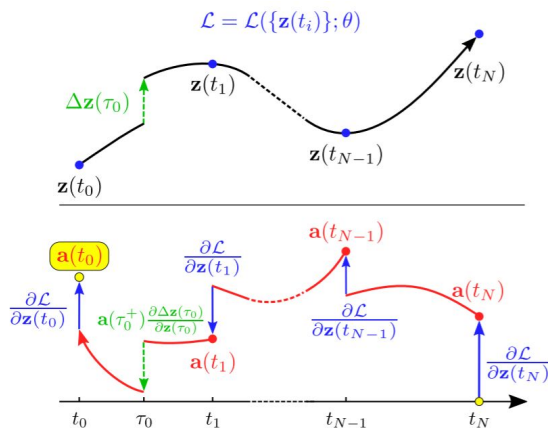 ℒ = ℒ({𝐳(tᵢ)}; θ)
𝐳(t_N)
𝐳(t₁)
Δ𝐳(τ₀)
𝐳(t₀)
𝐳(t_{N−1})
𝐚(t_{N−1})
𝐚(t₀)
∂ℒ/∂𝐳(t₁)
𝐚(t_N)
∂ℒ/∂𝐳(t₀)
𝐚(τ₀⁺) ∂Δ𝐳(τ₀)/∂𝐳(τ₀)
∂ℒ/∂𝐳(t_{N−1})
𝐚(t₁)
∂ℒ/∂𝐳(t_N)
t₀ τ₀ t₁ t_{N−1} t_N